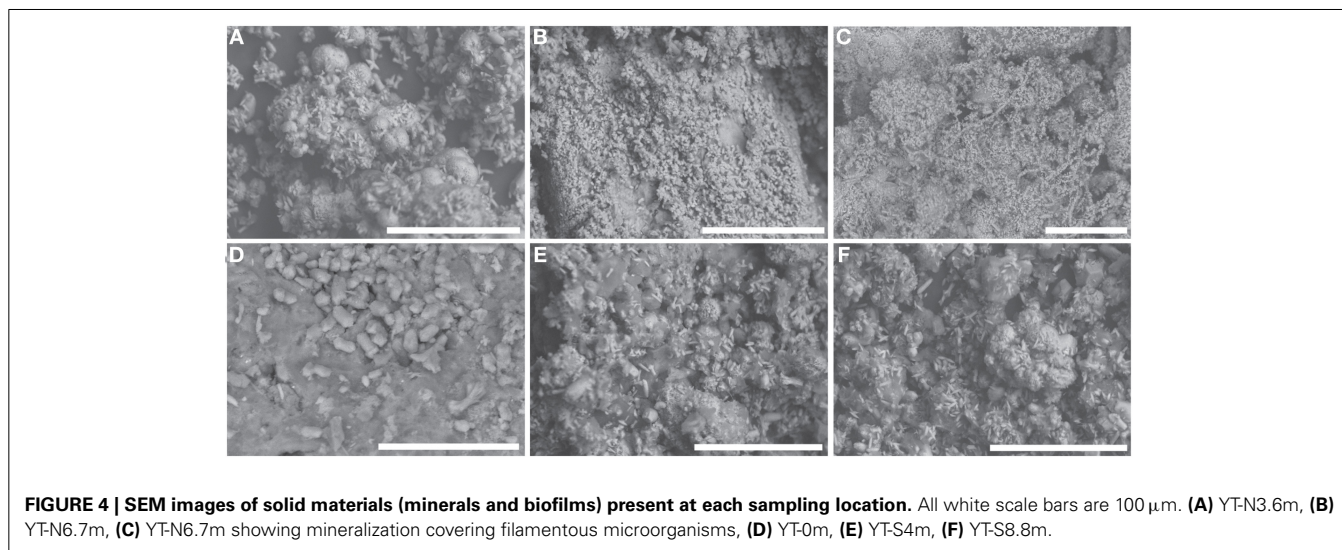 A
B
C
D
E
F
FIGURE 4 | SEM images of solid materials (minerals and biofilms) present at each sampling location. All white scale bars are 100 μm. (A) YT-N3.6m, (B)
YT-N6.7m, (C) YT-N6.7m showing mineralization covering filamentous microorganisms, (D) YT-0m, (E) YT-S4m, (F) YT-S8.8m.